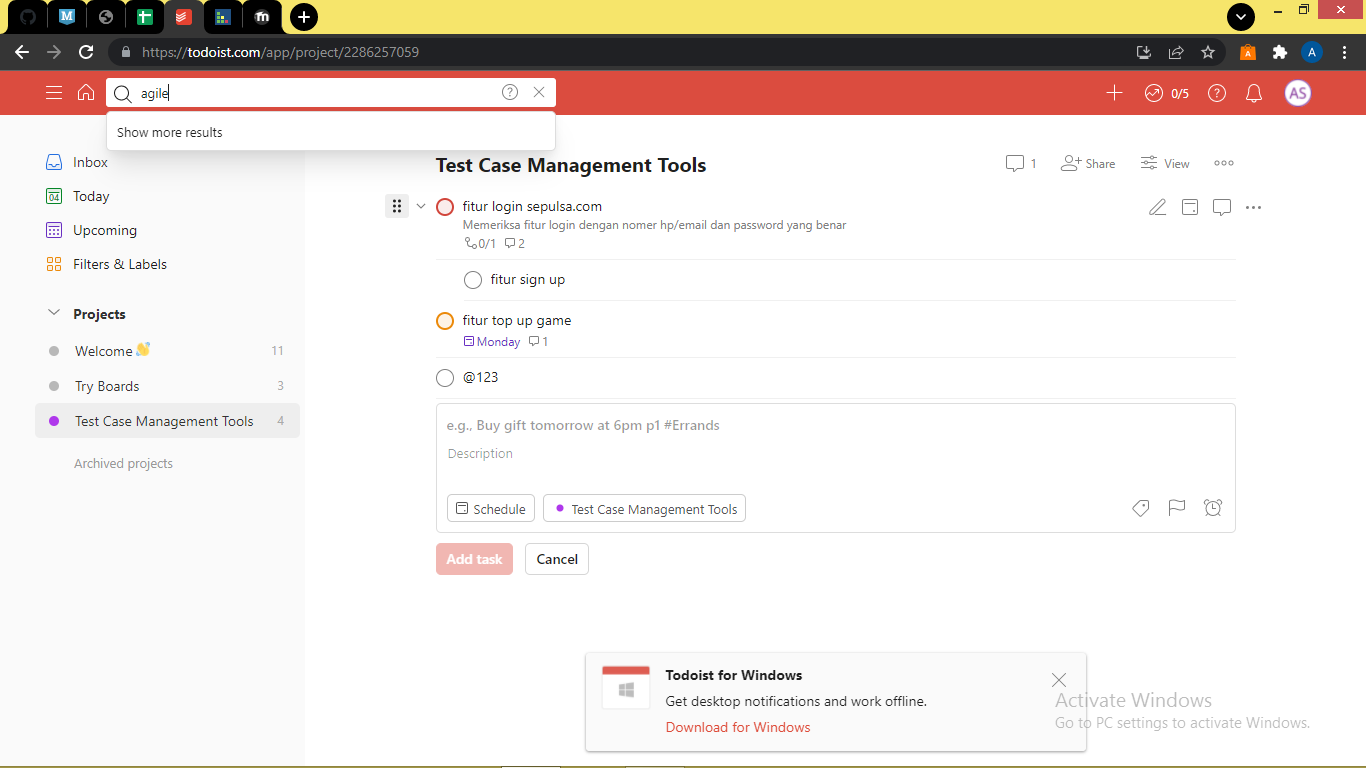 https://todoist.com/app/project/2286257059
A
agile
0/5
AS
Show more results
Inbox
04 Today
Upcoming
Filters & Labels
Projects
Welcome 11
Try Boards 3
Test Case Management Tools 4
Archived projects
Test Case Management Tools
1 Share View
fitur login sepulsa.com
Memeriksa fitur login dengan nomer hp/email dan password yang benar
0/1 2
fitur sign up
fitur top up game
Monday 1
@123
e.g., Buy gift tomorrow at 6pm p1 #Errands
Description
Schedule Test Case Management Tools
Add task Cancel
Todoist for Windows
Get desktop notifications and work offline.
Download for Windows
Activate Windows
Go to PC settings to activate Windows.